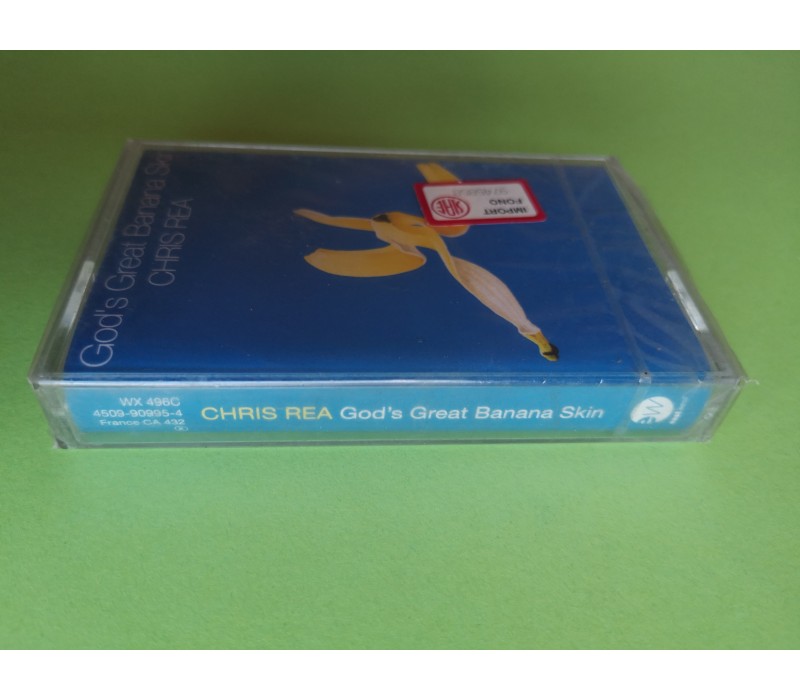 God's Great Banana Skin
CHRIS REA
IMPORT
FONO
WX 496C
4509-90995-4
France CA 432
CHRIS REA God's Great Banana Skin